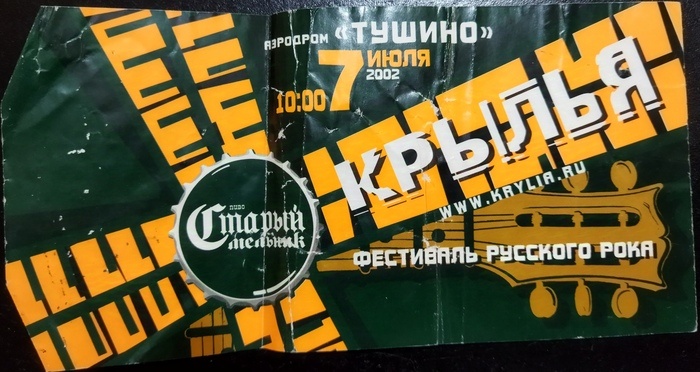 АЭРОДРОМ «ТУШИНО»
7 ИЮЛЯ
2002
10:00
КРЫЛЬЯ
WWW.KRYLIA.RU
ФЕСТИВАЛЬ РУССКОГО РОКА
пиво
Старый
мельник